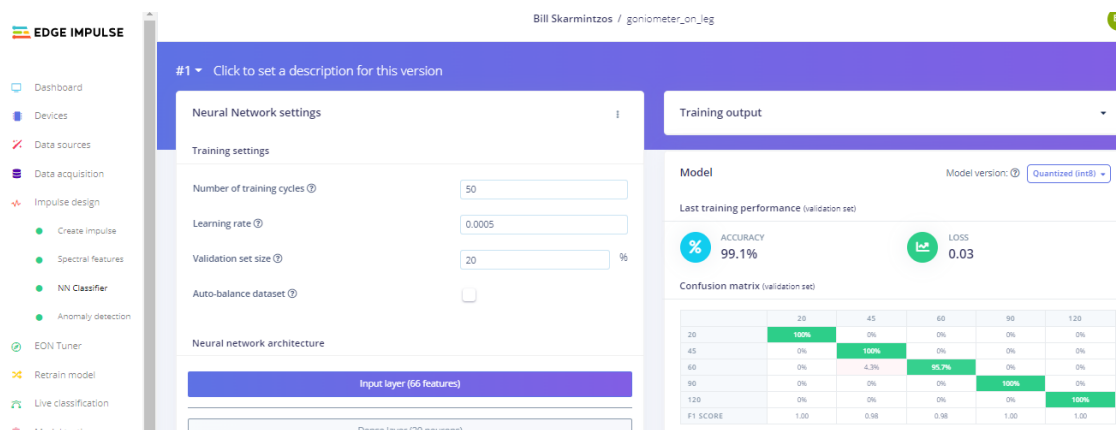 EDGE IMPULSE
Dashboard
Devices
Data sources
Data acquisition
Impulse design
Create impulse
Spectral features
NN Classifier
Anomaly detection
EON Tuner
Retrain model
Live classification
Bill Skarmintzos / goniometer_on_leg
#1 Click to set a description for this version
Neural Network settings
Training settings
Number of training cycles
50
Learning rate
0.0005
Validation set size
20 %
Auto-balance dataset
Neural network architecture
Input layer (66 features)
Training output
Model
Model version: Quantized (int8)
Last training performance (validation set)
ACCURACY
99.1%
LOSS
0.03
Confusion matrix (validation set)
20 45 60 90 120
20 100% 0% 0% 0% 0%
45 0% 100% 0% 0% 0%
60 0% 4.3% 95.7% 0% 0%
90 0% 0% 0% 100% 0%
120 0% 0% 0% 0% 100%
F1 SCORE 1.00 0.98 0.98 1.00 1.00